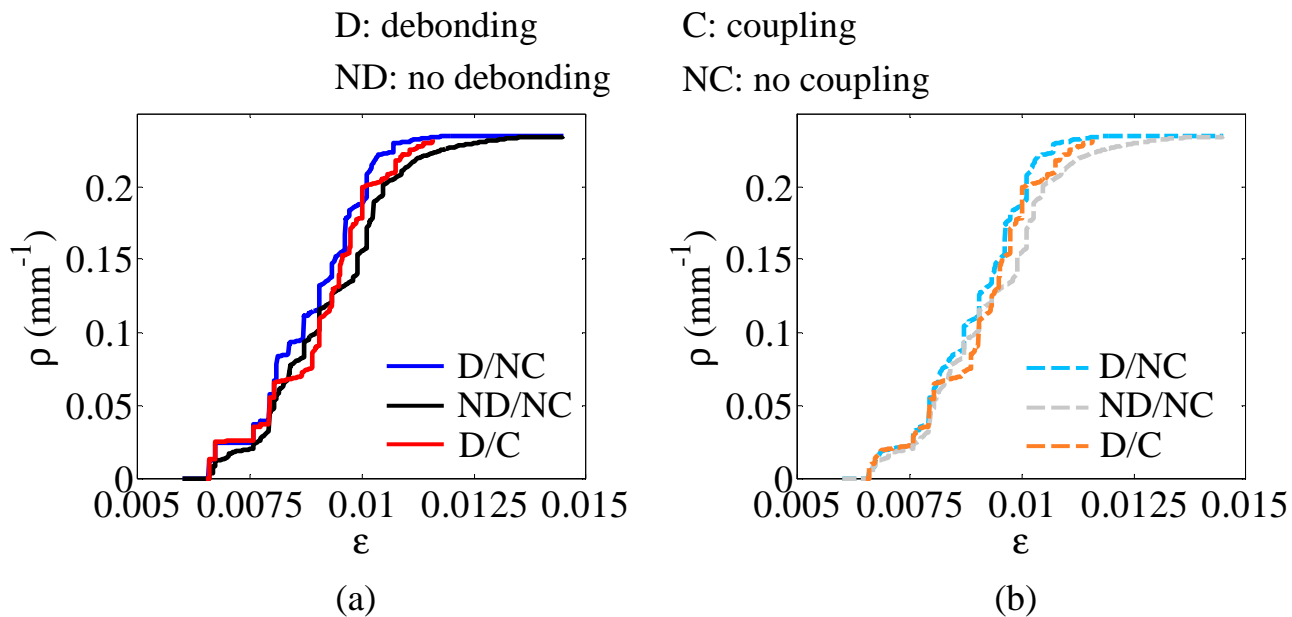 D: debonding
C: coupling
ND: no debonding
NC: no coupling
0.2
0.15
0.1
0.05
0
ρ (mm⁻¹)
D/NC
ND/NC
D/C
0.005
0.0075
0.01
0.0125
0.015
ε
(a)
0.2
0.15
0.1
0.05
0
ρ (mm⁻¹)
D/NC
ND/NC
D/C
0.005
0.0075
0.01
0.0125
0.015
ε
(b)